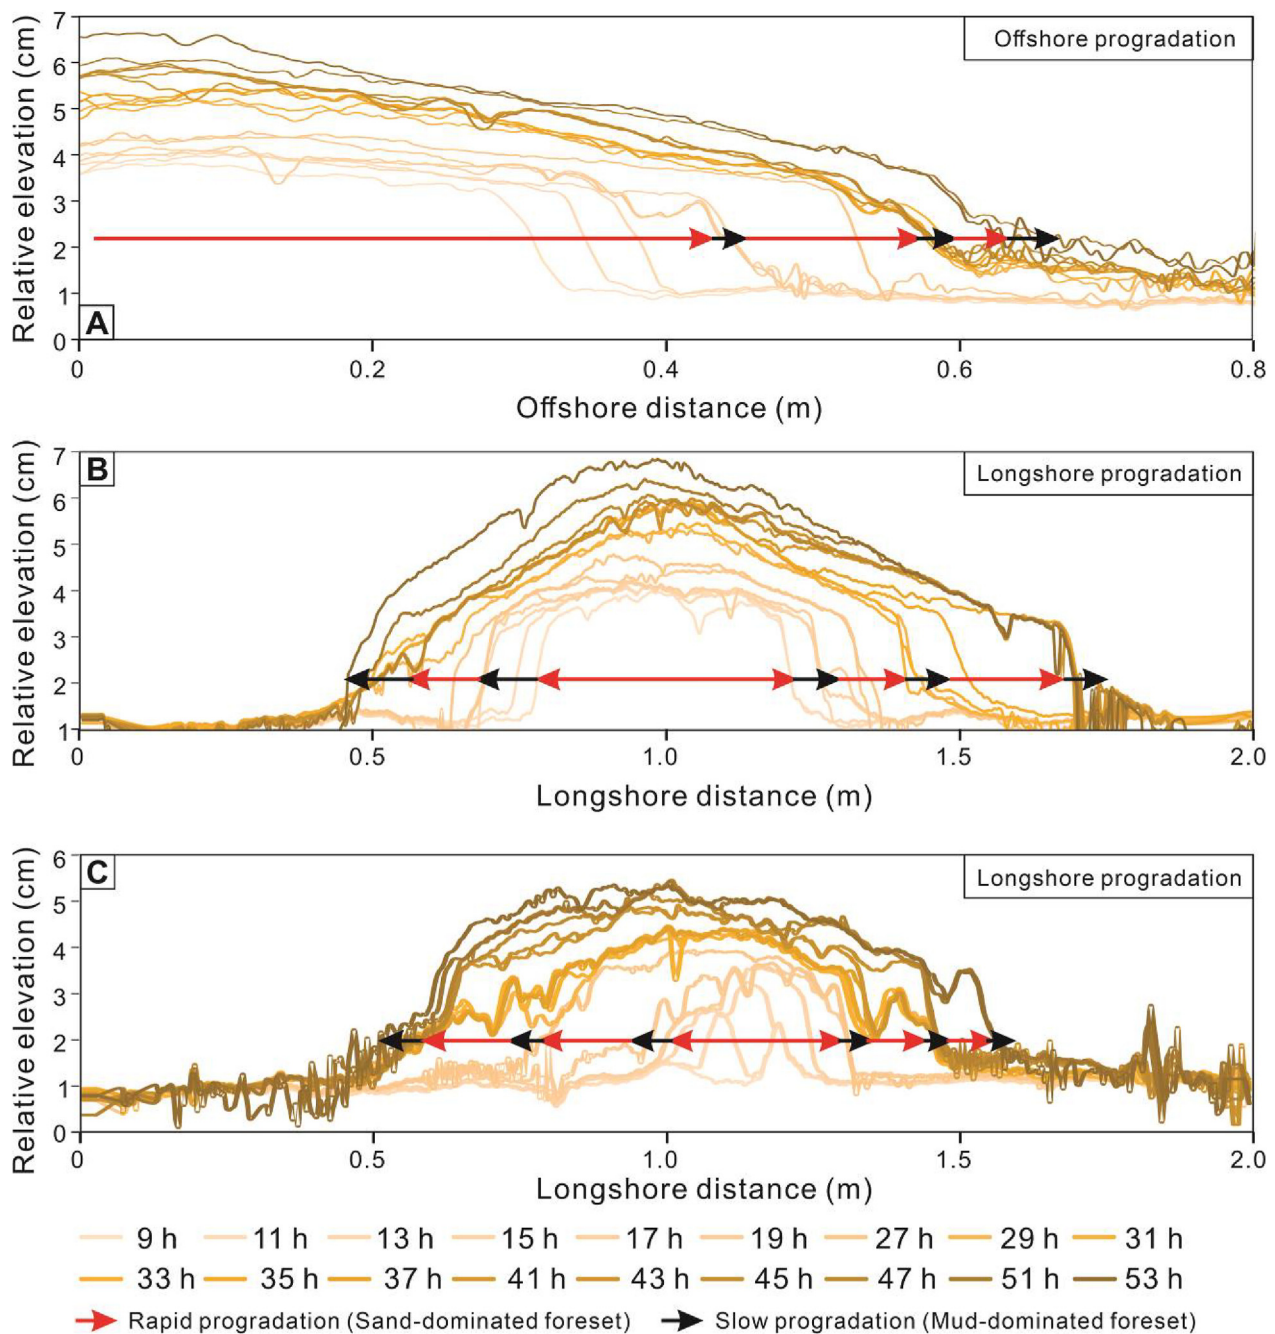 Relative elevation (cm)
7
6
5
4
3
2
1
0
Offshore progradation
A
0
0.2
0.4
0.6
0.8
Offshore distance (m)
Relative elevation (cm)
7
6
5
4
3
2
1
B
Longshore progradation
0
0.5
1.0
1.5
2.0
Longshore distance (m)
Relative elevation (cm)
6
5
4
3
2
1
0
C
Longshore progradation
0
0.5
1.0
1.5
2.0
Longshore distance (m)
9 h 11 h 13 h 15 h 17 h 19 h 27 h 29 h 31 h
33 h 35 h 37 h 41 h 43 h 45 h 47 h 51 h 53 h
Rapid progradation (Sand-dominated foreset) Slow progradation (Mud-dominated foreset)